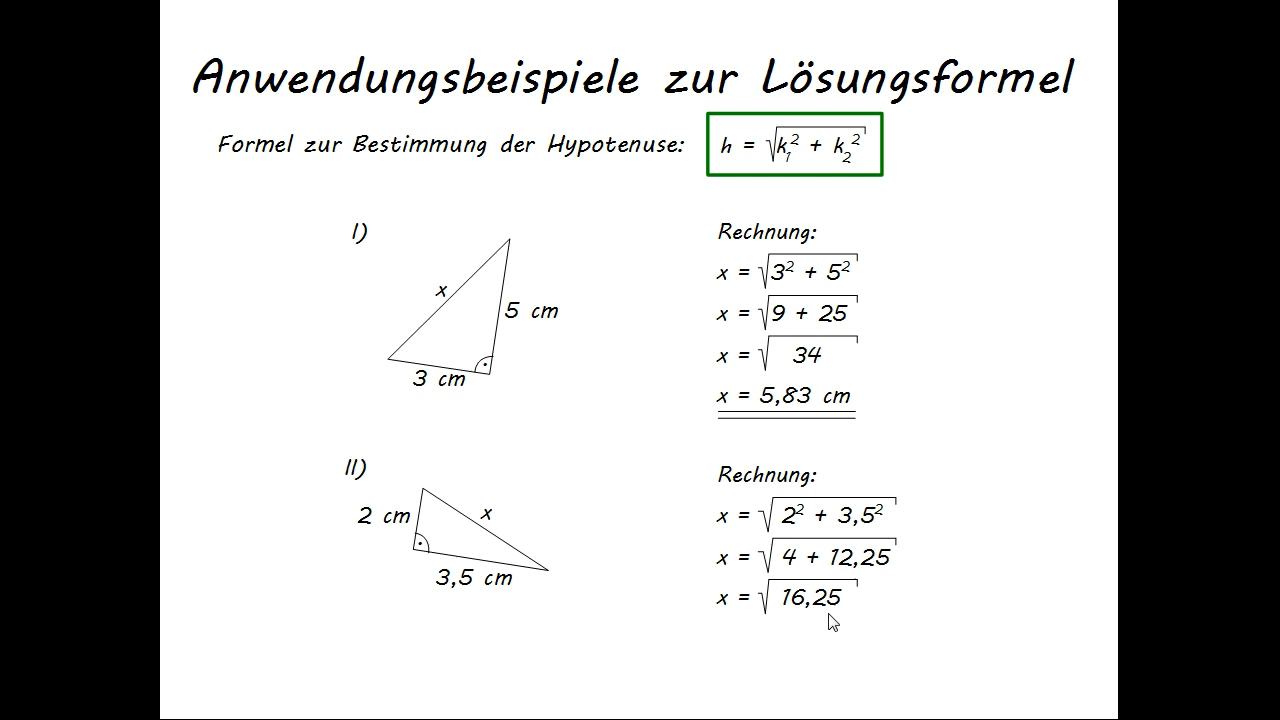 Anwendungsbeispiele zur Lösungsformel
Formel zur Bestimmung der Hypotenuse: h = √(k₁² + k₂²)
I)
x
5 cm
3 cm
Rechnung:
x = √(3² + 5²)
x = √(9 + 25)
x = √34
x = 5,83 cm
II)
2 cm
x
3,5 cm
Rechnung:
x = √(2² + 3,5²)
x = √(4 + 12,25)
x = √16,25